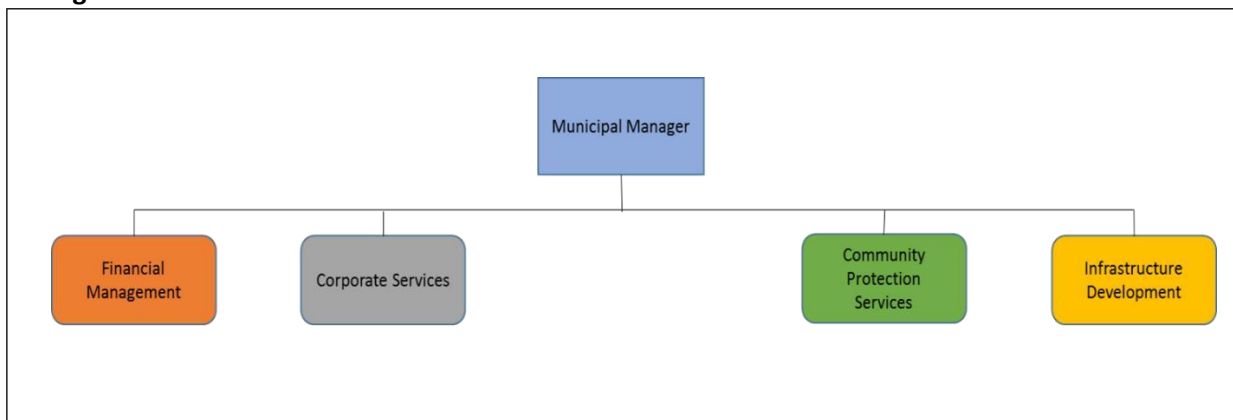 Municipal Manager
Financial
Management
Corporate Services
Community
Protection
Services
Infrastructure
Development